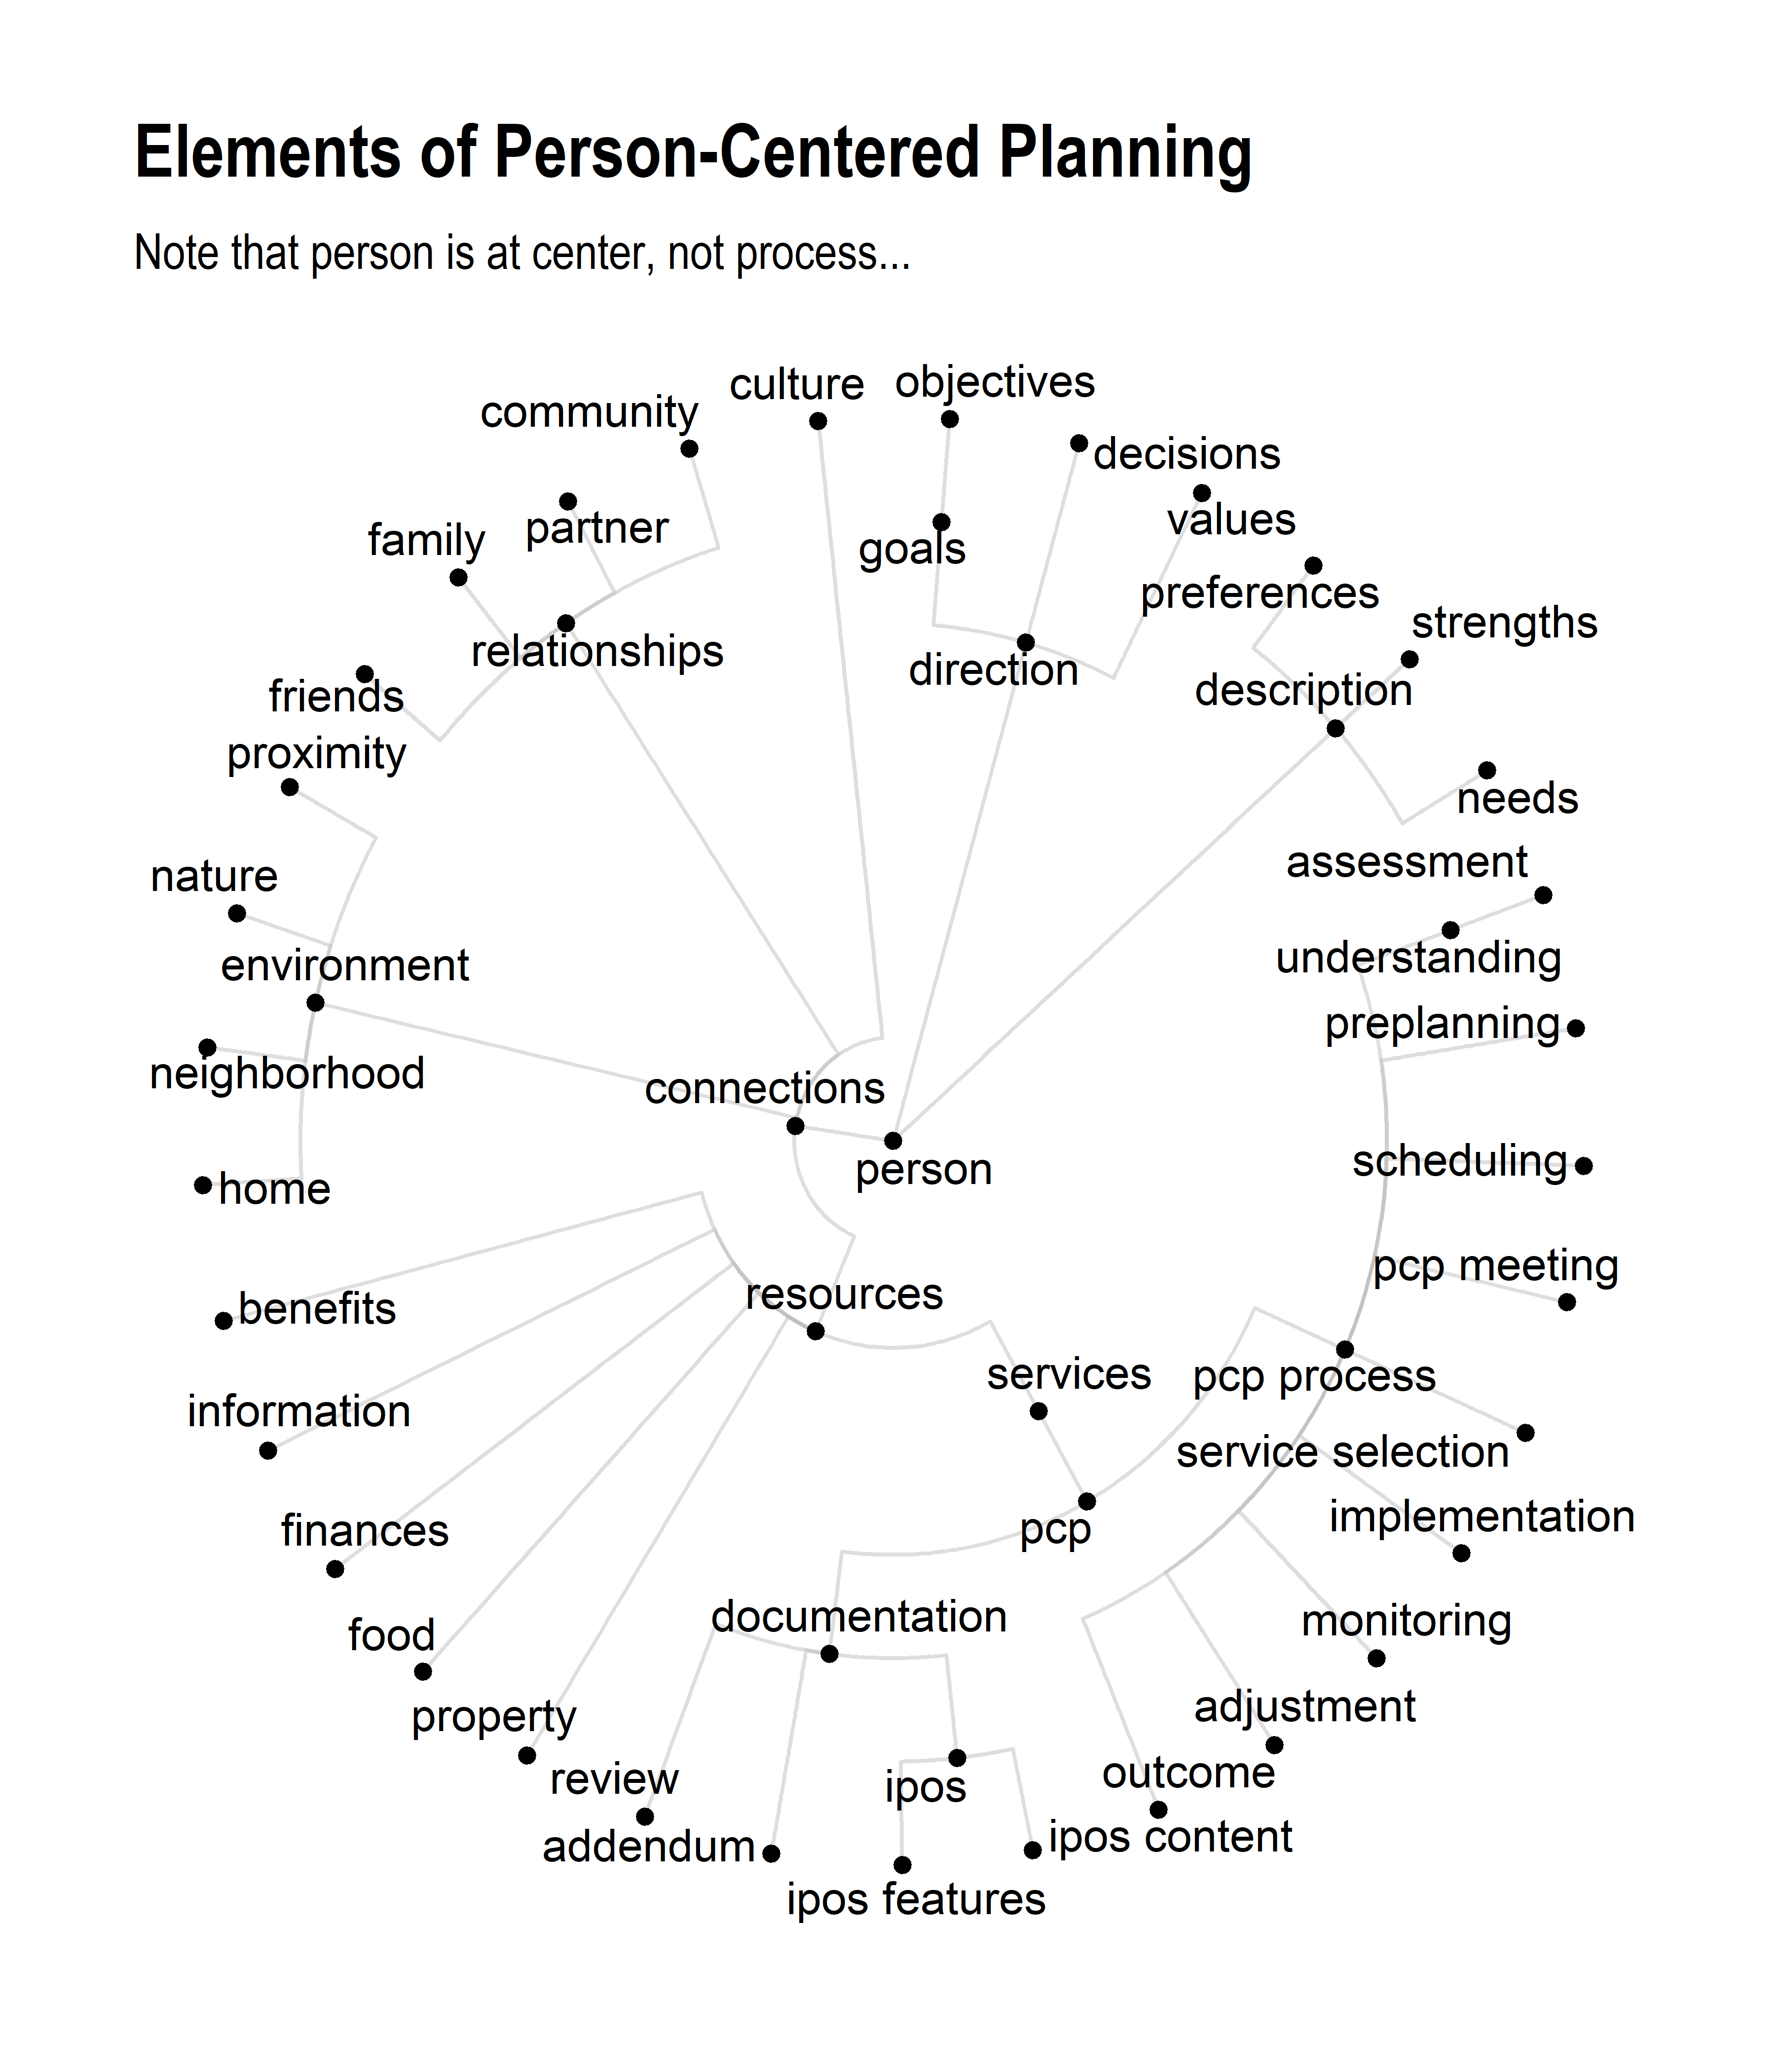 Elements of Person-Centered Planning
Note that person is at center, not process...
culture
objectives
community
decisions
values
family
partner
goals
preferences
strengths
relationships
direction
description
friends
proximity
needs
assessment
nature
environment
understanding
preplanning
neighborhood
connections
person
scheduling
home
pcp meeting
resources
benefits
services
pcp process
information
service selection
implementation
finances
pcp
documentation
monitoring
food
property
adjustment
review
ipos
outcome
addendum
ipos content
ipos features